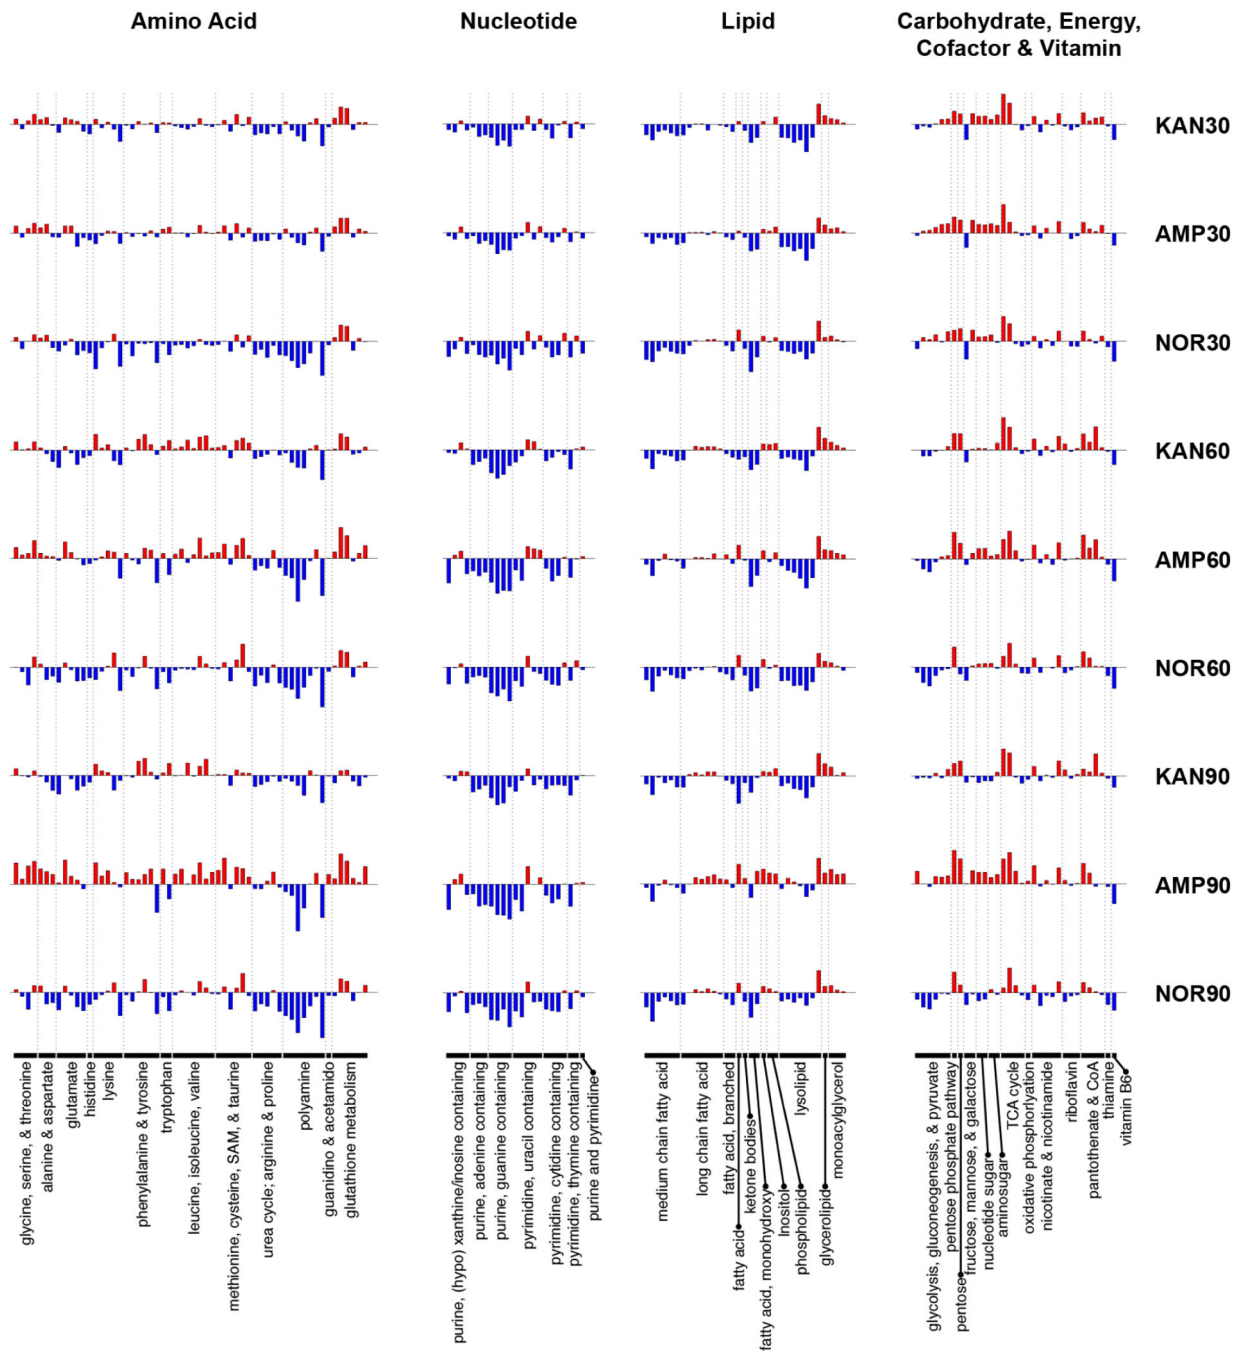 Amino Acid
Nucleotide
Lipid
Carbohydrate, Energy,
Cofactor & Vitamin
KAN30
AMP30
NOR30
KAN60
AMP60
NOR60
KAN90
AMP90
NOR90
glycine, serine, & threonine
alanine & aspartate
glutamate
histidine
lysine
phenylalanine & tyrosine
tryptophan
leucine, isoleucine, valine
methionine, cysteine, SAM, & taurine
urea cycle; arginine & proline
polyamine
guanidino & acetamido
glutathione metabolism
purine, (hypo) xanthine/inosine containing
purine, adenine containing
purine, guanine containing
pyrimidine, uracil containing
pyrimidine, cytidine containing
pyrimidine, thymine containing
purine and pyrimidine
medium chain fatty acid
long chain fatty acid
fatty acid, branched
fatty acid
ketone bodies
fatty acid, monohydroxy
Inositol
phospholipid
lysolipid
glycerolipid
monoacylglycerol
glycolysis, gluconeogenesis, & pyruvate
pentose phosphate pathway
pentose
fructose, mannose, & galactose
nucleotide sugar
aminosugar
TCA cycle
oxidative phosphorylation
nicotinate & nicotinamide
riboflavin
pantothenate & CoA
thiamine
vitamin B6